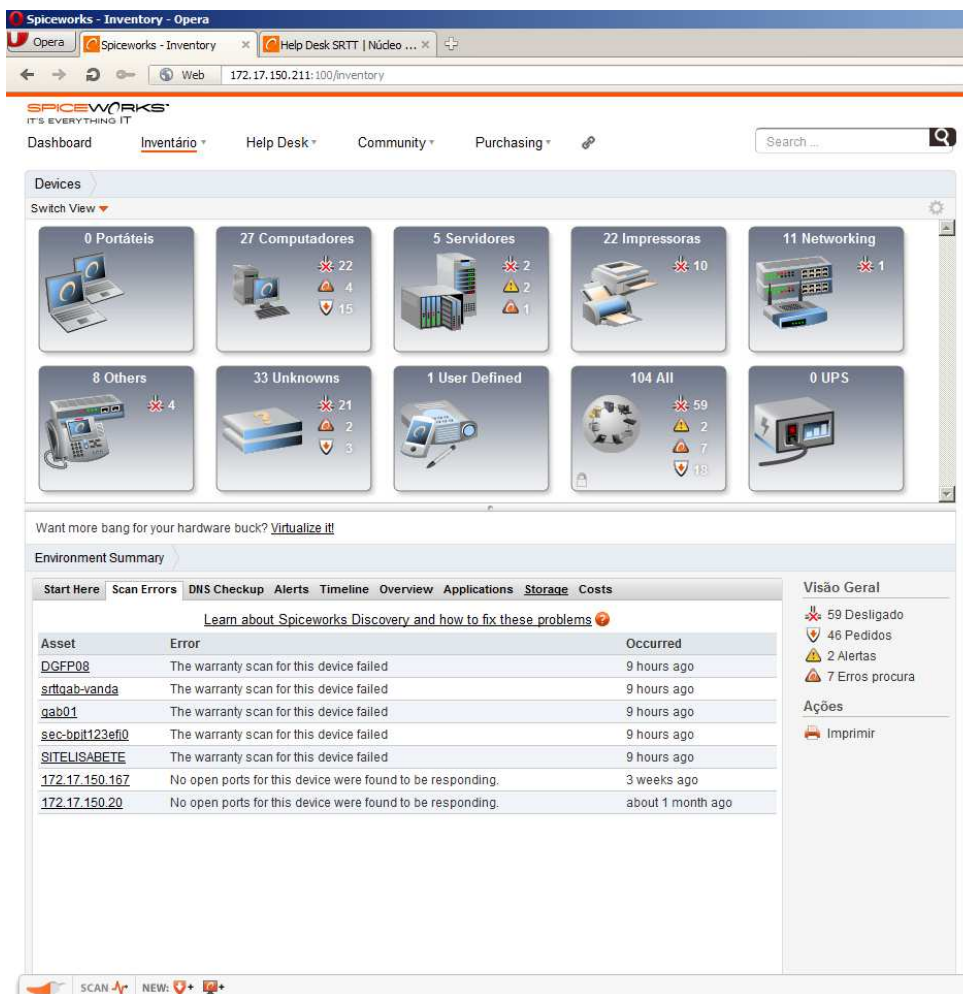 Spiceworks - Inventory - Opera
Opera Spiceworks - Inventory Help Desk SRTT | Núcleo ...
Web 172.17.150.211:100/inventory
SPICEWORKS
IT'S EVERYTHING IT
Dashboard Inventário Help Desk Community Purchasing Search ...
Devices
Switch View
0 Portáteis 27 Computadores 5 Servidores 22 Impressoras 11 Networking
22 2 10 1
4 2
15 1
8 Others 33 Unknowns 1 User Defined 104 All 0 UPS
4 21 59
2 2
3 7
18
Want more bang for your hardware buck? Virtualize it!
Environment Summary
Start Here Scan Errors DNS Checkup Alerts Timeline Overview Applications Storage Costs Visão Geral
Learn about Spiceworks Discovery and how to fix these problems ? 59 Desligado
Asset Error Occurred 46 Pedidos
DGFP08 The warranty scan for this device failed 9 hours ago 2 Alertas
srttgab-vanda The warranty scan for this device failed 9 hours ago 7 Erros procura
gab01 The warranty scan for this device failed 9 hours ago Ações
sec-bpjt123efj0 The warranty scan for this device failed 9 hours ago Imprimir
SITELISABETE The warranty scan for this device failed 9 hours ago
172.17.150.167 No open ports for this device were found to be responding. 3 weeks ago
172.17.150.20 No open ports for this device were found to be responding. about 1 month ago
SCAN NEW: